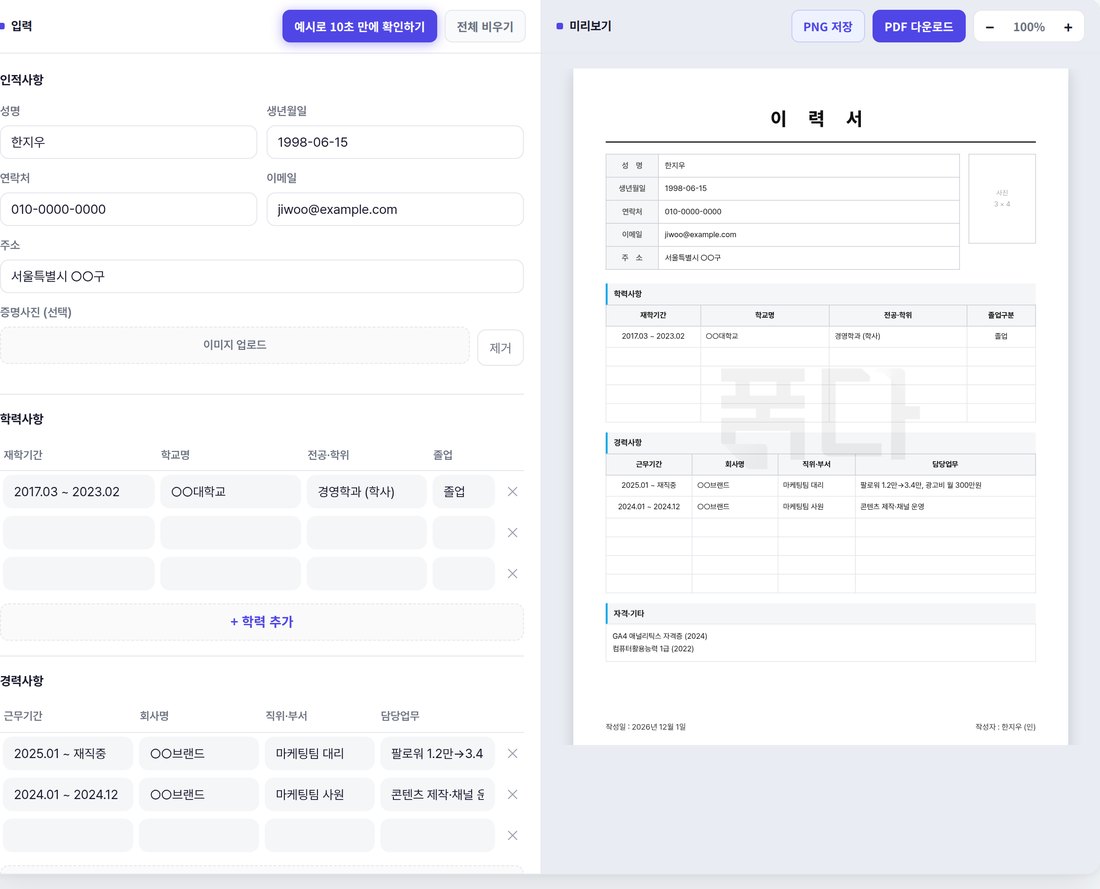 입력
예시로 10초 만에 확인하기
전체 비우기
인적사항
성명
생년월일
한지우
1998-06-15
연락처
이메일
010-0000-0000
jiwoo@example.com
주소
서울특별시 〇〇구
증명사진 (선택)
이미지 업로드
제거
학력사항
재학기간 학교명 전공·학위 졸업
2017.03 ~ 2023.02 〇〇대학교 경영학과 (학사) 졸업
+ 학력 추가
경력사항
근무기간 회사명 직위·부서 담당업무
2025.01 ~ 재직중 〇〇브랜드 마케팅팀 대리 팔로워 1.2만→3.4
2024.01 ~ 2024.12 〇〇브랜드 마케팅팀 사원 콘텐츠 제작·채널
미리보기
PNG 저장
PDF 다운로드
− 100% +
이 력 서
성 명 한지우
생년월일 1998-06-15
연락처 010-0000-0000
이메일 jiwoo@example.com
주 소 서울특별시 〇〇구
사진
3 × 4
학력사항
재학기간 학교명 전공·학위 졸업구분
2017.03 ~ 2023.02 〇〇대학교 경영학과 (학사) 졸업
폼다
경력사항
근무기간 회사명 직위·부서 담당업무
2025.01 ~ 재직중 〇〇브랜드 마케팅팀 대리 팔로워 1.2만→3.4만, 광고비 월 300만원
2024.01 ~ 2024.12 〇〇브랜드 마케팅팀 사원 콘텐츠 제작·채널 운영
자격·기타
GA4 애널리틱스 자격증 (2024)
컴퓨터활용능력 1급 (2022)
작성일 : 2026년 12월 1일
작성자 : 한지우 (인)